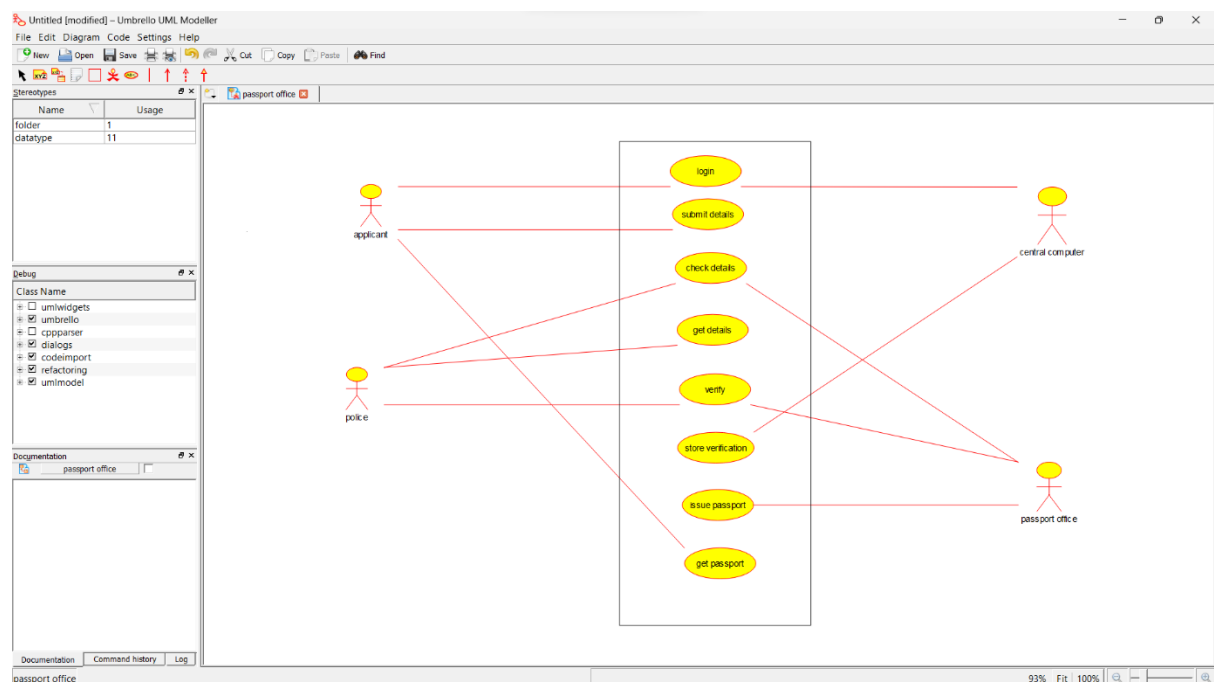 Untitled [modified] – Umbrello UML Modeller
File Edit Diagram Code Settings Help
New Open Save Cut Copy Paste Find
Stereotypes
Name Usage
folder 1
datatype 11
Debug
Class Name
umlwidgets
umbrello
cppparser
dialogs
codeimport
refactoring
umlmodel
Documentation
passport office
Documentation Command history Log
passport office
passport office
login
submit details
check details
get details
verify
store verification
issue passport
get passport
applicant
police
central computer
passport office
93% Fit 100%